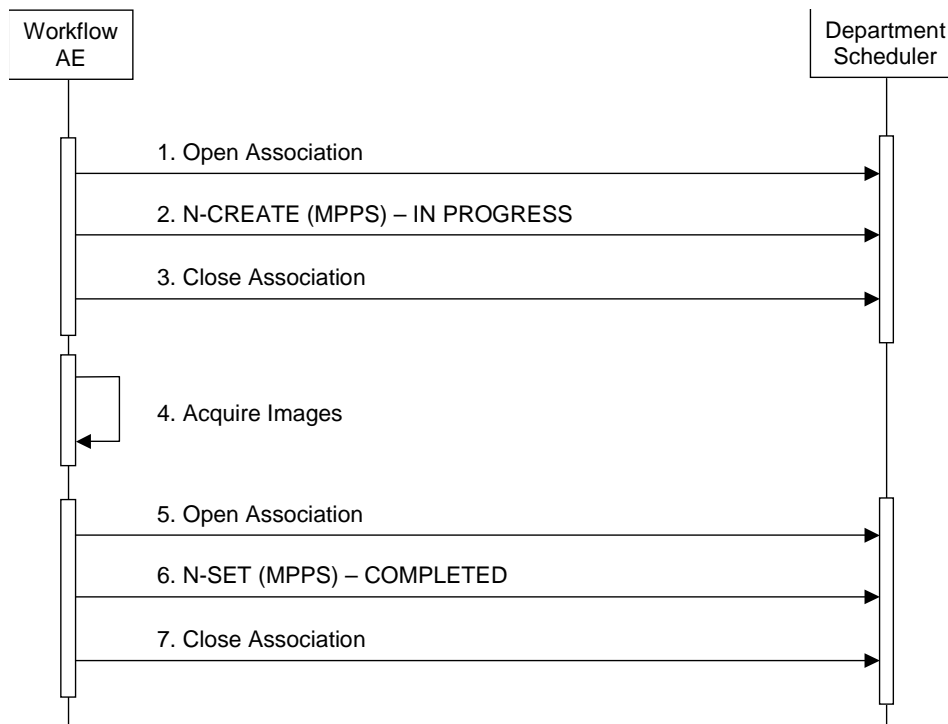 Workflow
AE
Department
Scheduler
1. Open Association
2. N-CREATE (MPPS) – IN PROGRESS
3. Close Association
4. Acquire Images
5. Open Association
6. N-SET (MPPS) – COMPLETED
7. Close Association